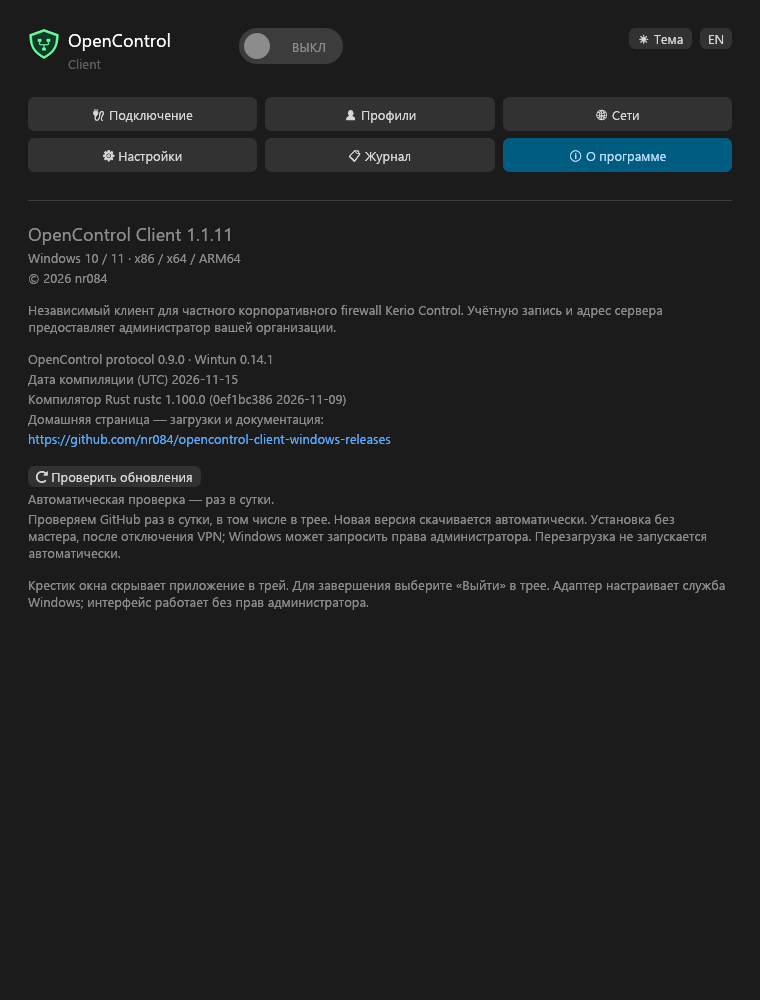 OpenControl
Client
ВЫКЛ
Тема
EN
Подключение
Профили
Сети
Настройки
Журнал
О программе
OpenControl Client 1.1.11
Windows 10 / 11 · x86 / x64 / ARM64
© 2026 nr084
Независимый клиент для частного корпоративного firewall Kerio Control. Учётную запись и адрес сервера
предоставляет администратор вашей организации.
OpenControl protocol 0.9.0 · Wintun 0.14.1
Дата компиляции (UTC) 2026-11-15
Компилятор Rust rustc 1.100.0 (0ef1bc386 2026-11-09)
Домашняя страница — загрузки и документация:
https://github.com/nr084/opencontrol-client-windows-releases
Проверить обновления
Автоматическая проверка — раз в сутки.
Проверяем GitHub раз в сутки, в том числе в трее. Новая версия скачивается автоматически. Установка без
мастера, после отключения VPN; Windows может запросить права администратора. Перезагрузка не запускается
автоматически.
Крестик окна скрывает приложение в трей. Для завершения выберите «Выйти» в трее. Адаптер настраивает служба
Windows; интерфейс работает без прав администратора.